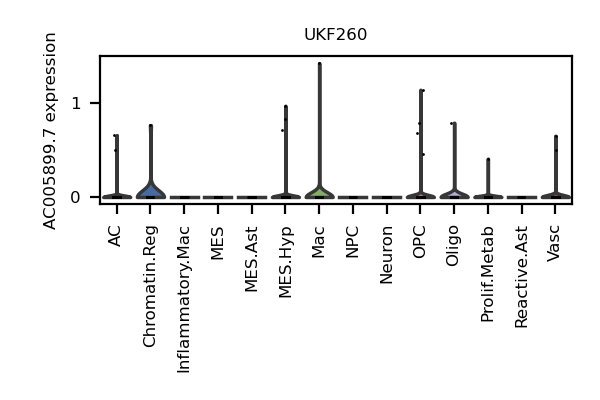 UKF260
AC005899.7 expression
1
0
AC
Chromatin.Reg
Inflammatory.Mac
MES
MES.Ast
MES.Hyp
Mac
NPC
Neuron
OPC
Oligo
Prolif.Metab
Reactive.Ast
Vasc